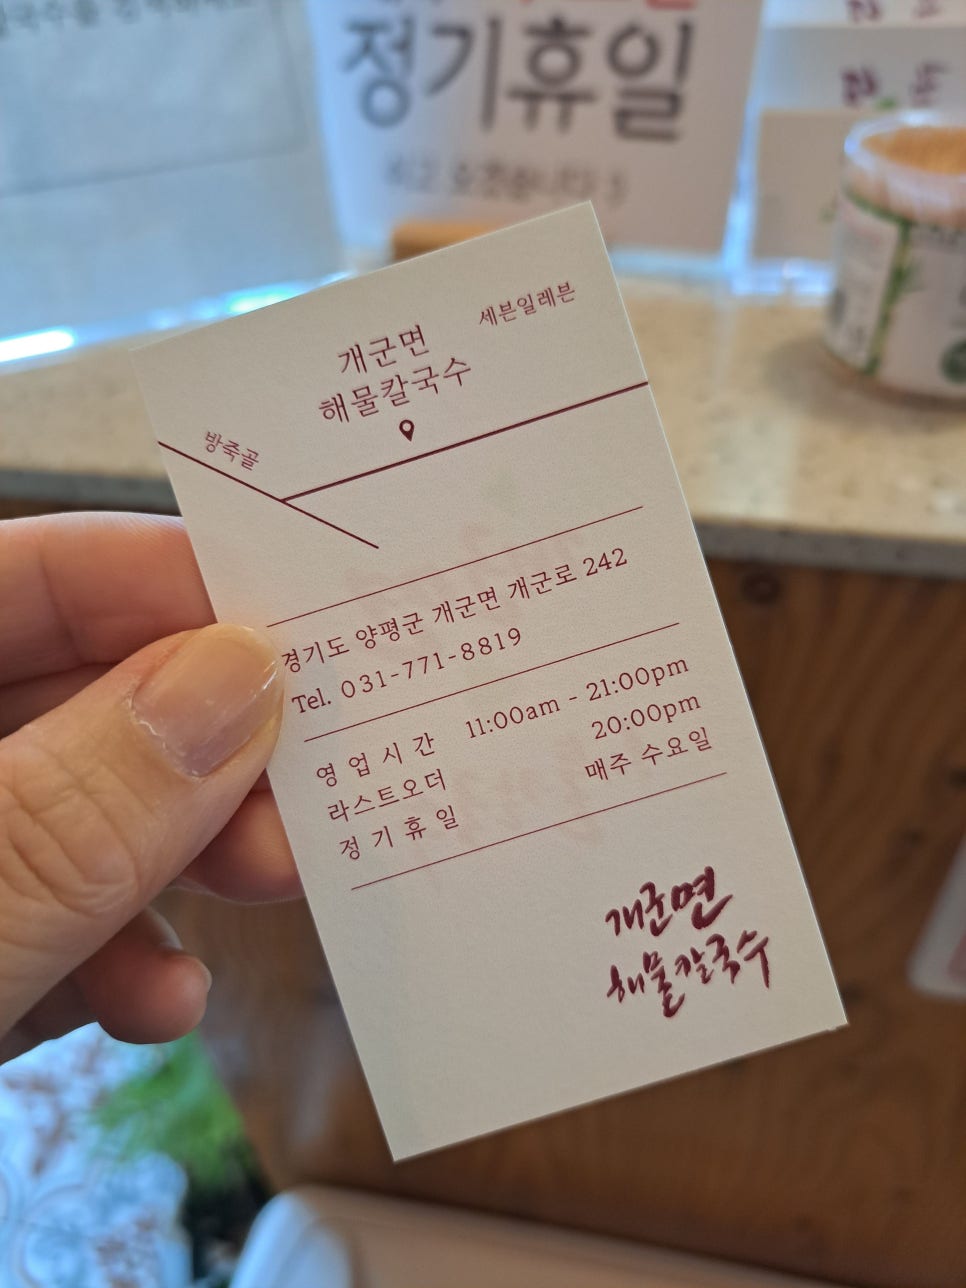 정기휴일
세븐일레븐
개군면
해물칼국수
방죽골
경기도 양평군 개군면 개군로 242
Tel. 031-771-8819
영업시간 11:00am - 21:00pm
라스트오더 20:00pm
정기휴일 매주 수요일
개군면
해물칼국수